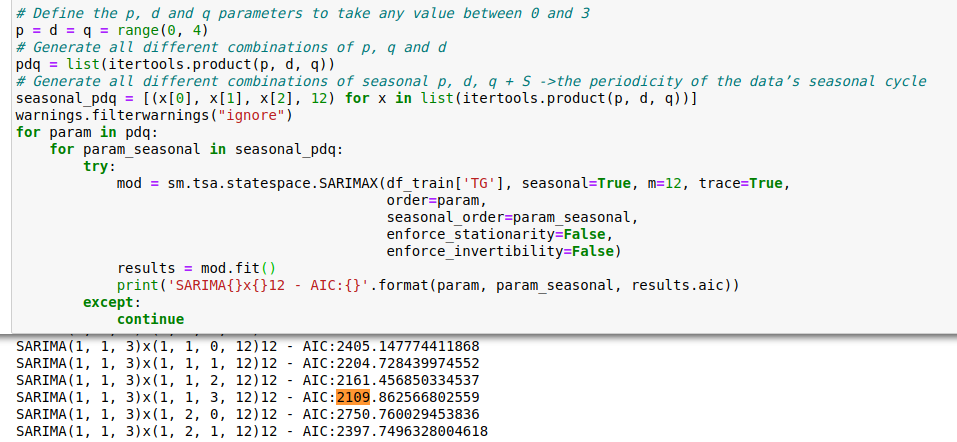 # Define the p, d and q parameters to take any value between 0 and 3
p = d = q = range(0, 4)
# Generate all different combinations of p, q and d
pdq = list(itertools.product(p, d, q))
# Generate all different combinations of seasonal p, d, q + S ->the periodicity of the data’s seasonal cycle
seasonal_pdq = [(x[0], x[1], x[2], 12) for x in list(itertools.product(p, d, q))]
warnings.filterwarnings("ignore")
for param in pdq:
    for param_seasonal in seasonal_pdq:
        try:
            mod = sm.tsa.statespace.SARIMAX(df_train['TG'], seasonal=True, m=12, trace=True,
                                            order=param,
                                            seasonal_order=param_seasonal,
                                            enforce_stationarity=False,
                                            enforce_invertibility=False)
            results = mod.fit()
            print('SARIMA{}x{}12 - AIC:{}'.format(param, param_seasonal, results.aic))
        except:
            continue
SARIMA(1, 1, 3)x(1, 1, 0, 12)12 - AIC:2405.147774411868
SARIMA(1, 1, 3)x(1, 1, 1, 12)12 - AIC:2204.728439974552
SARIMA(1, 1, 3)x(1, 1, 2, 12)12 - AIC:2161.456850334537
SARIMA(1, 1, 3)x(1, 1, 3, 12)12 - AIC:2109.862566802559
SARIMA(1, 1, 3)x(1, 2, 0, 12)12 - AIC:2750.760029453836
SARIMA(1, 1, 3)x(1, 2, 1, 12)12 - AIC:2397.7496328004618